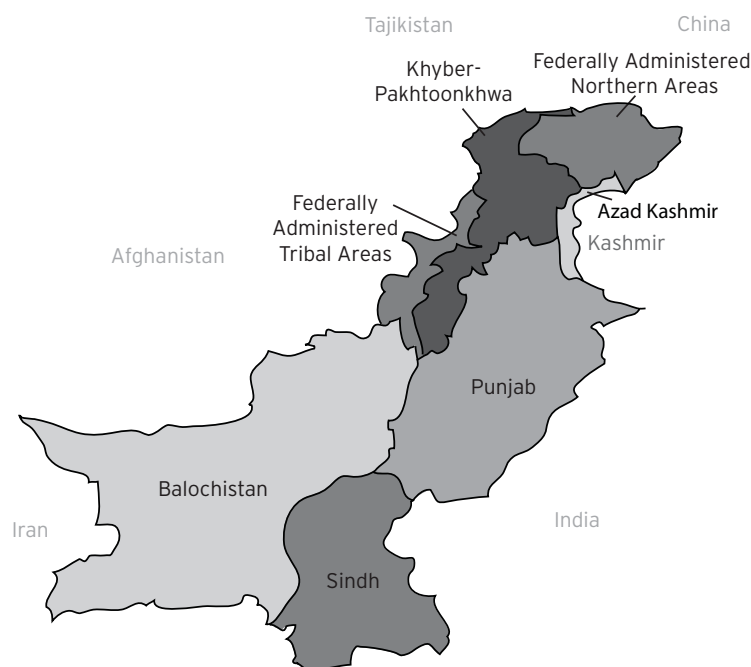 Tajikistan
China
Khyber-
Pakhtoonkhwa
Federally Administered
Northern Areas
Federally
Administered
Tribal Areas
Azad Kashmir
Kashmir
Afghanistan
Punjab
Balochistan
Iran
India
Sindh